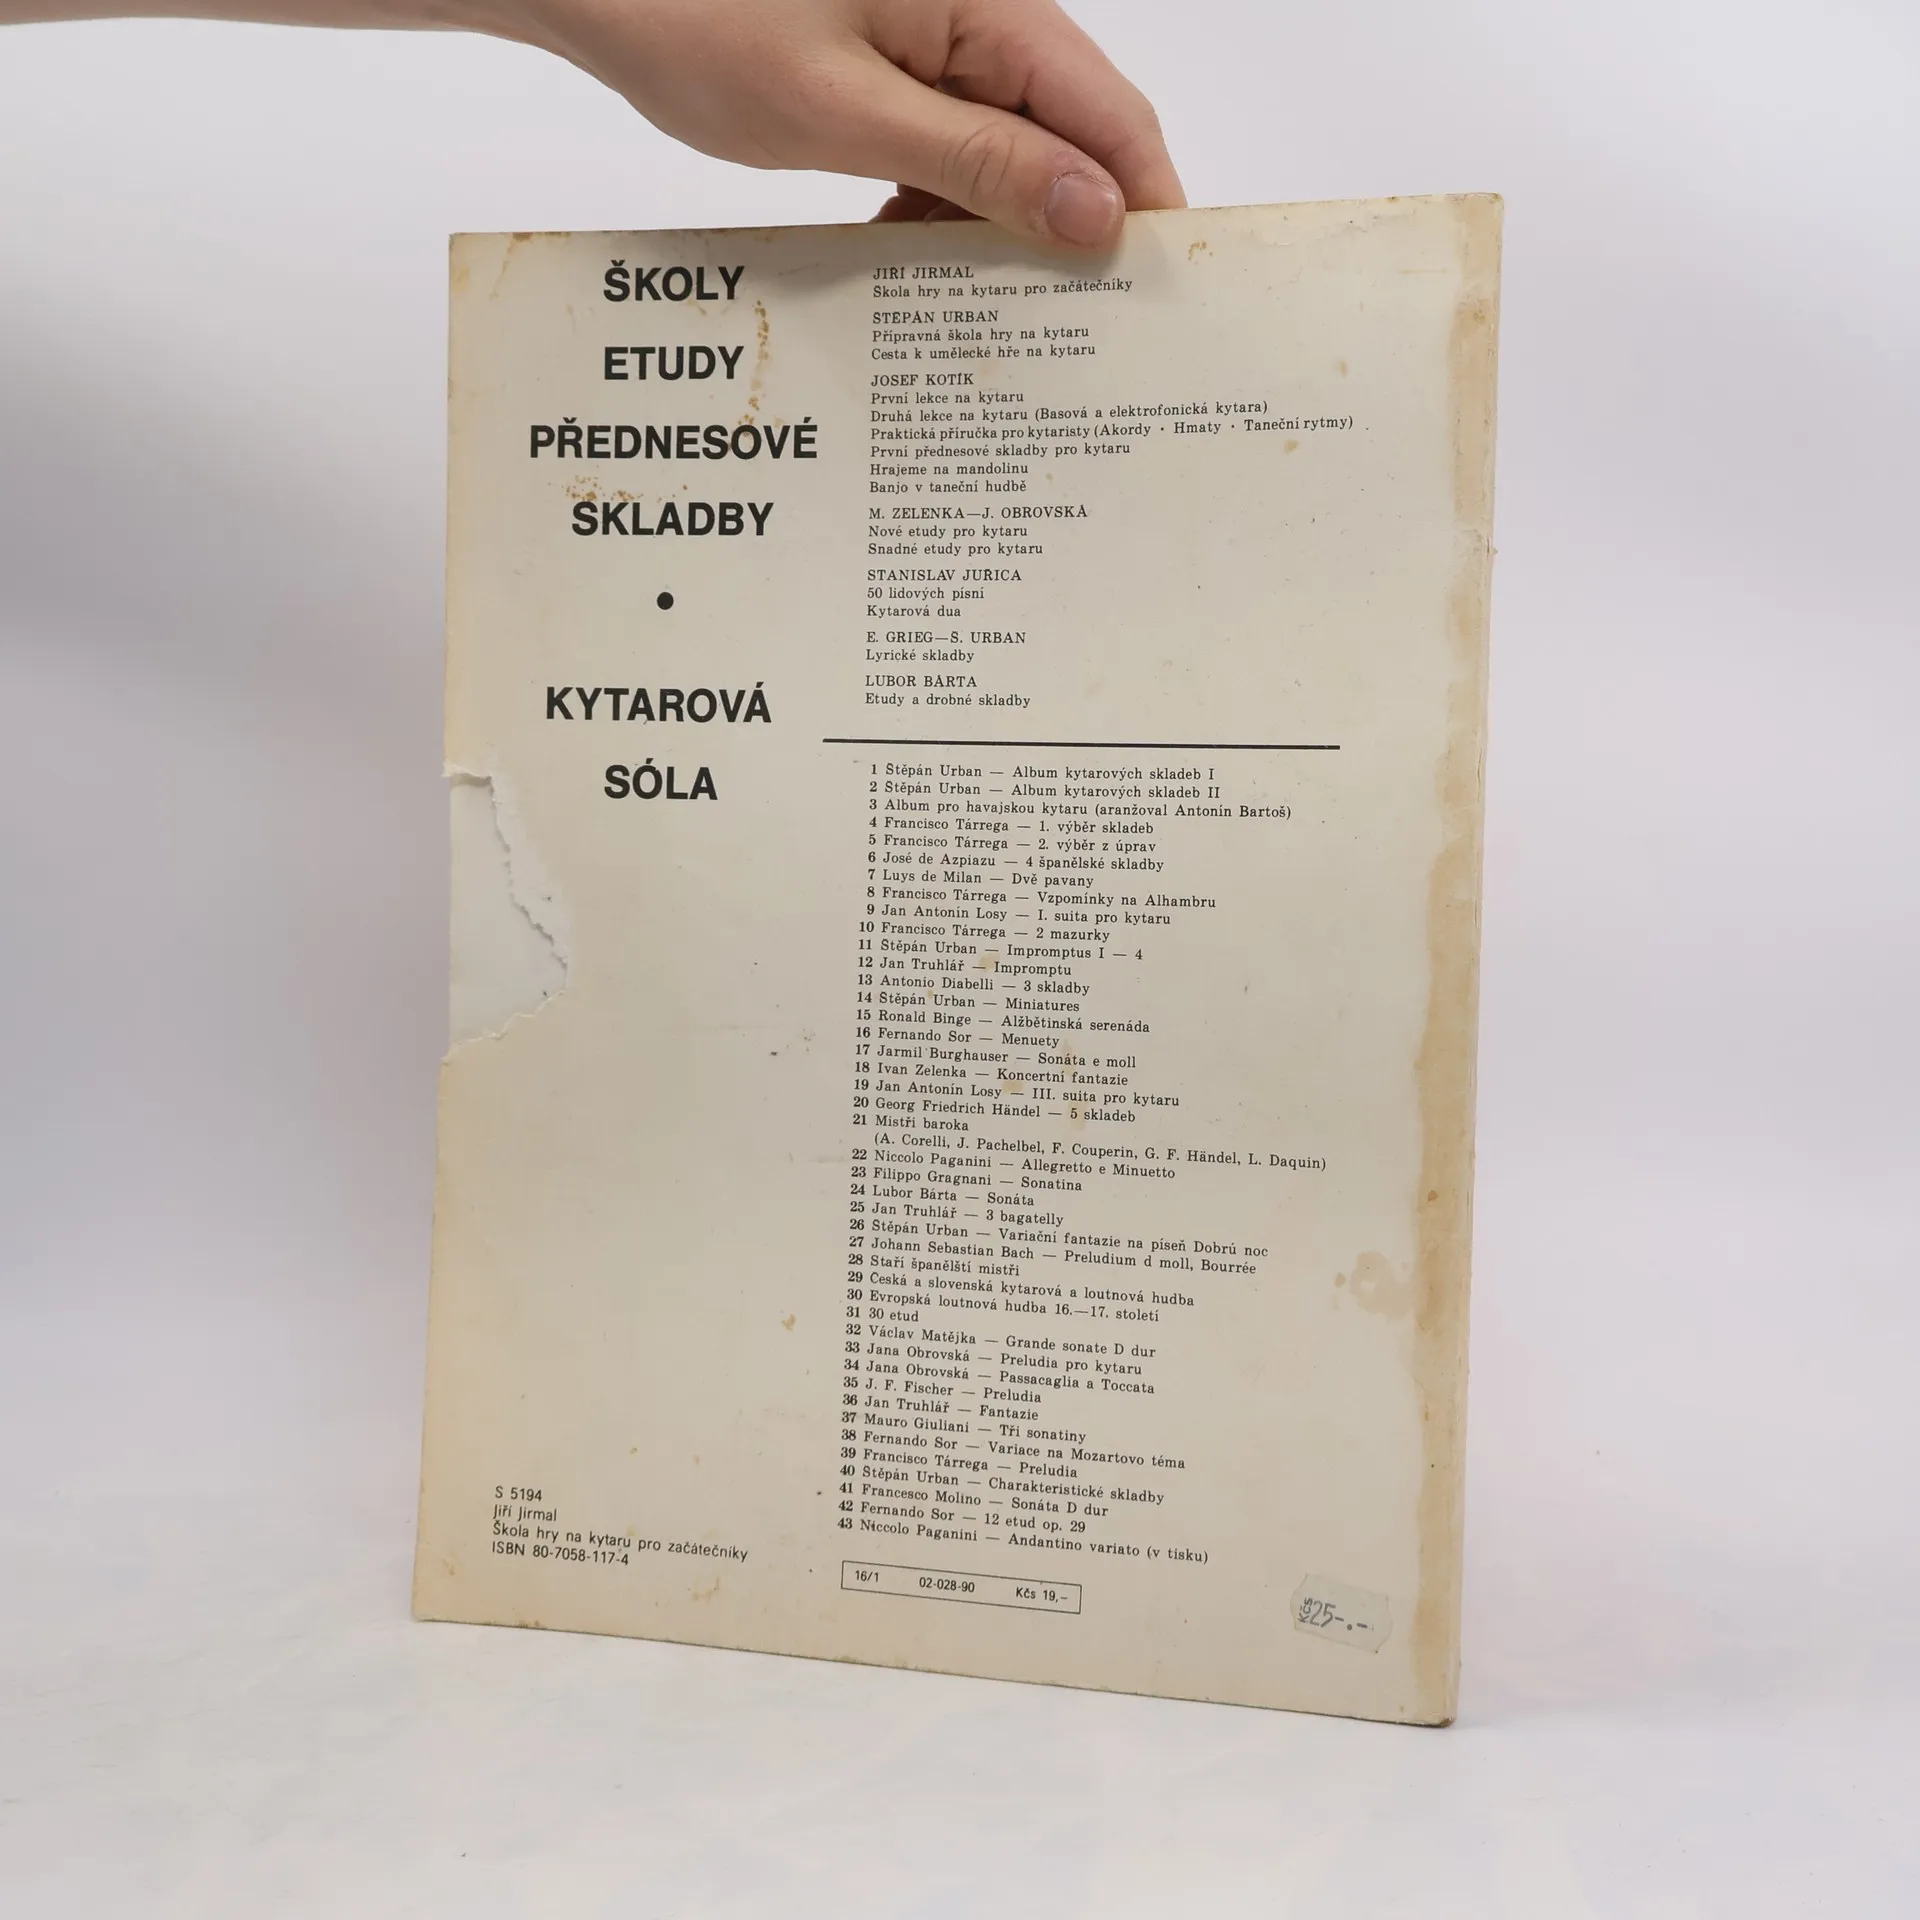 ŠKOLY
ETUDY
PŘEDNESOVÉ
SKLADBY
•
KYTAROVÁ
SÓLA
JIŘÍ JIRMAL
Škola hry na kytaru pro začátečníky
ŠTĚPÁN URBAN
Přípravná škola hry na kytaru
Cesta k umělecké hře na kytaru
JOSEF KOTÍK
První lekce na kytaru
Druhá lekce na kytaru (Basová a elektrofonická kytara)
Praktická příručka pro kytaristy (Akordy · Hmaty · Taneční rytmy)
První přednesové skladby pro kytaru
Hrajeme na mandolinu
Banjo v taneční hudbě
M. ZELENKA—J. OBROVSKÁ
Nové etudy pro kytaru
Snadné etudy pro kytaru
STANISLAV JUŘICA
50 lidových písní
Kytarová dua
E. GRIEG—Š. URBAN
Lyrické skladby
LUBOR BÁRTA
Etudy a drobné skladby
1 Štěpán Urban — Album kytarových skladeb I
2 Štěpán Urban — Album kytarových skladeb II
3 Album pro havajskou kytaru (aranžoval Antonín Bartoš)
4 Francisco Tárrega — 1. výběr skladeb
5 Francisco Tárrega — 2. výběr z úprav
6 José de Azpiazu — 4 španělské skladby
7 Luys de Milan — Dvě pavany
8 Francisco Tárrega — Vzpomínky na Alhambru
9 Jan Antonín Losy — I. suita pro kytaru
10 Francisco Tárrega — 2 mazurky
11 Štěpán Urban — Impromptus I — 4
12 Jan Truhlář — Impromptu
13 Antonio Diabelli — 3 skladby
14 Štěpán Urban — Miniatures
15 Ronald Binge — Alžbětinská serenáda
16 Fernando Sor — Menuety
17 Jarmil Burghauser — Sonáta e moll
18 Ivan Zelenka — Koncertní fantazie
19 Jan Antonín Losy — III. suita pro kytaru
20 Georg Friedrich Händel — 5 skladeb
21 Mistři baroka
(A. Corelli, J. Pachelbel, F. Couperin, G. F. Händel, L. Daquin)
22 Niccolo Paganini — Allegretto e Minuetto
23 Filippo Gragnani — Sonatina
24 Lubor Bárta — Sonáta
25 Jan Truhlář — 3 bagatelly
26 Štěpán Urban — Variační fantazie na píseň Dobrú noc
27 Johann Sebastian Bach — Preludium d moll, Bourrée
28 Staří španělští mistři
29 Česká a slovenská kytarová a loutnová hudba
30 Evropská loutnová hudba 16.—17. století
31 30 etud
32 Václav Matějka — Grande sonate D dur
33 Jana Obrovská — Preludia pro kytaru
34 Jana Obrovská — Passacaglia a Toccata
35 J. F. Fischer — Preludia
36 Jan Truhlář — Fantazie
37 Mauro Giuliani — Tři sonatiny
38 Fernando Sor — Variace na Mozartovo téma
39 Francisco Tárrega — Preludia
40 Štěpán Urban — Charakteristické skladby
41 Francesco Molino — Sonáta D dur
42 Fernando Sor — 12 etud op. 29
43 Niccolo Paganini — Andantino variato (v tisku)
S 5194
Jiří Jirmal
Škola hry na kytaru pro začátečníky
ISBN 80-7058-117-4
16/1 02-028-90 Kčs 19,–
Kčs 25-.-